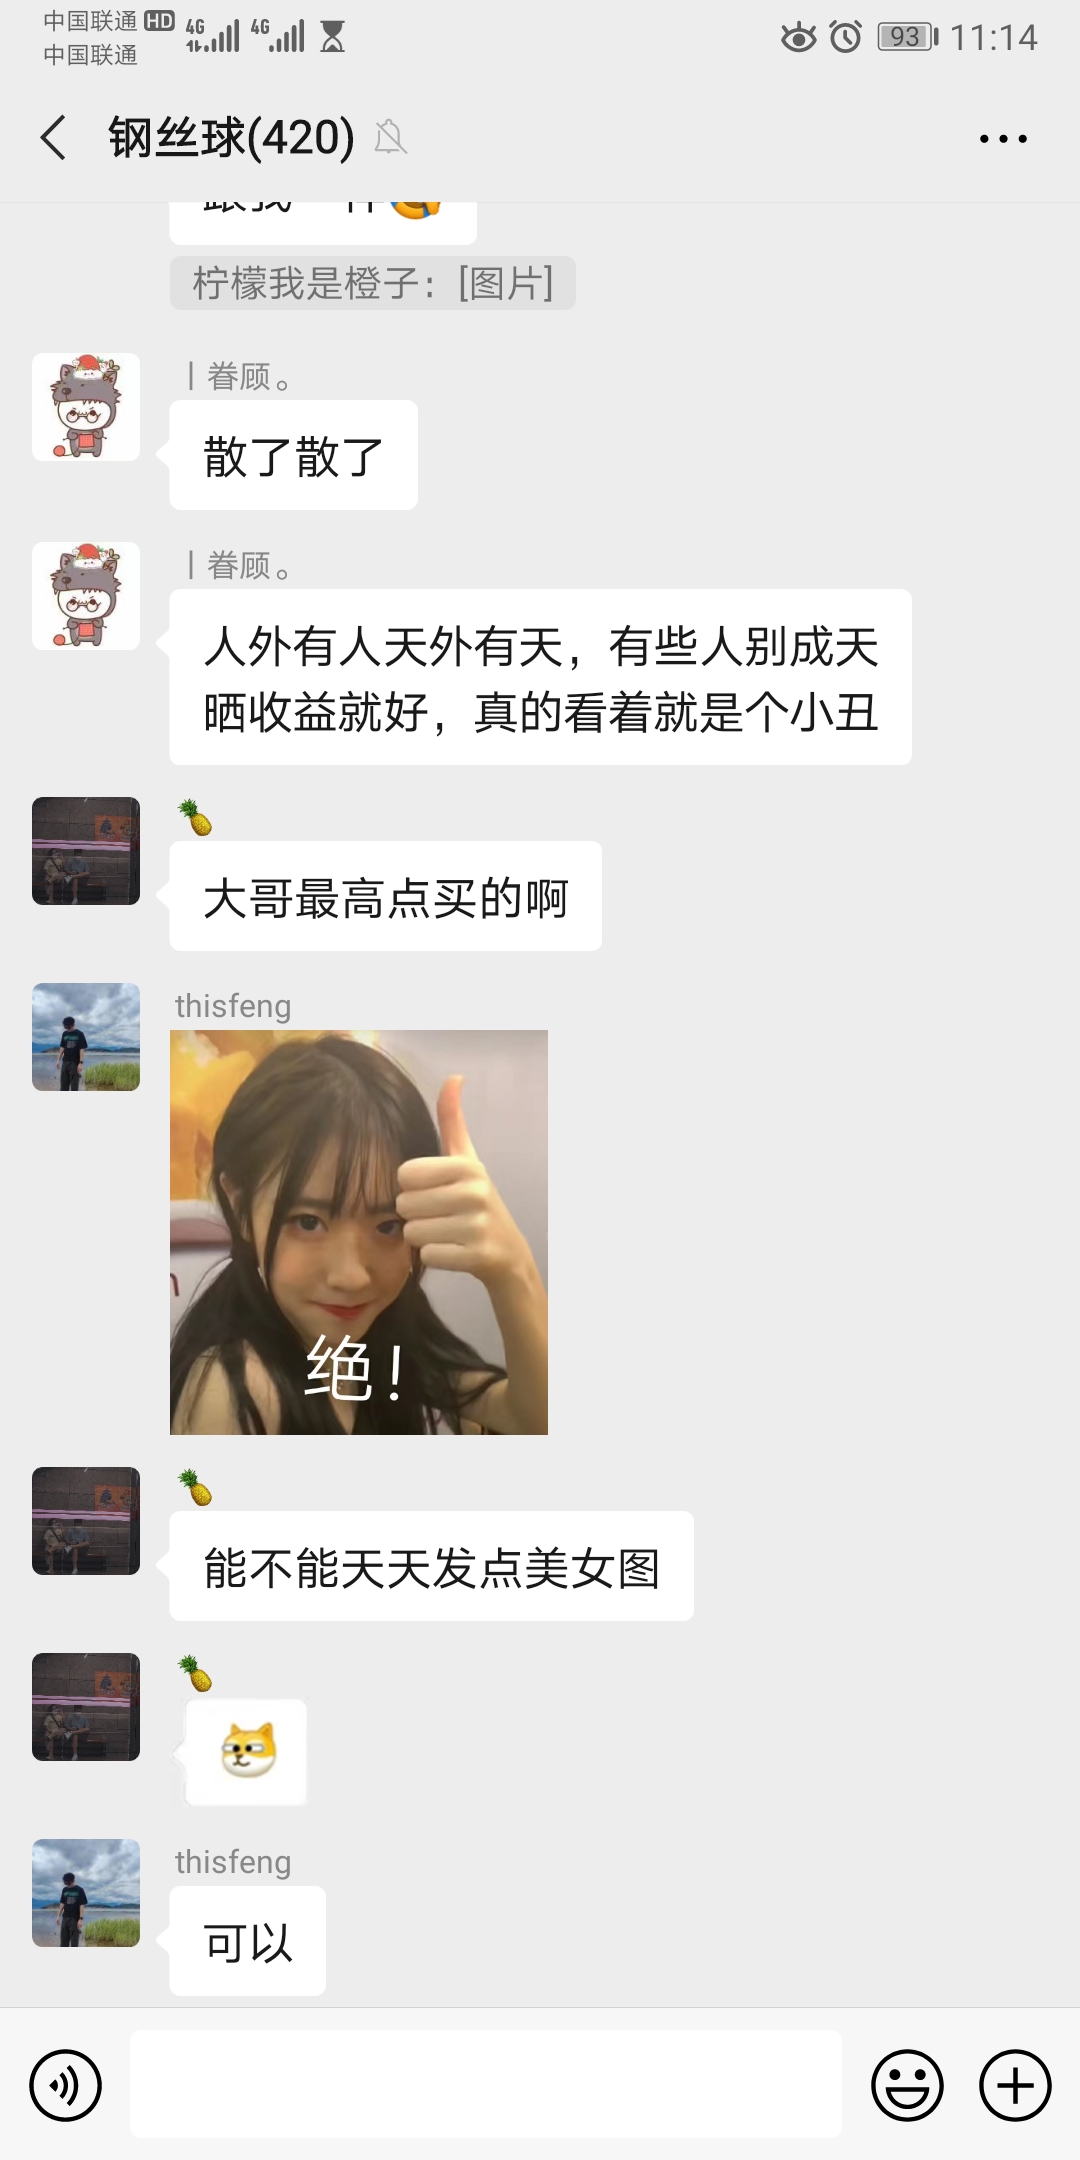 中国联通 HD 4G 4G 93 11:14
中国联通
钢丝球(420)
柠檬我是橙子：[图片]
丨眷顾。
散了散了
丨眷顾。
人外有人天外有天，有些人别成天
晒收益就好，真的看着就是个小丑
🍍
大哥最高点买的啊
thisfeng
绝！
🍍
能不能天天发点美女图
🍍
thisfeng
可以